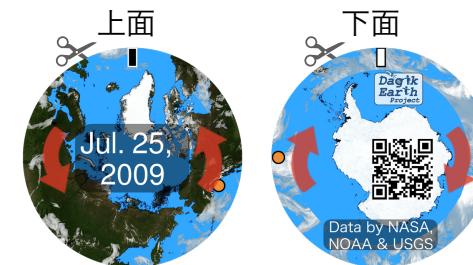 上面
下面
Jul. 25,
2009
Dagik
Earth
Project
Data by NASA,
NOAA & USGS